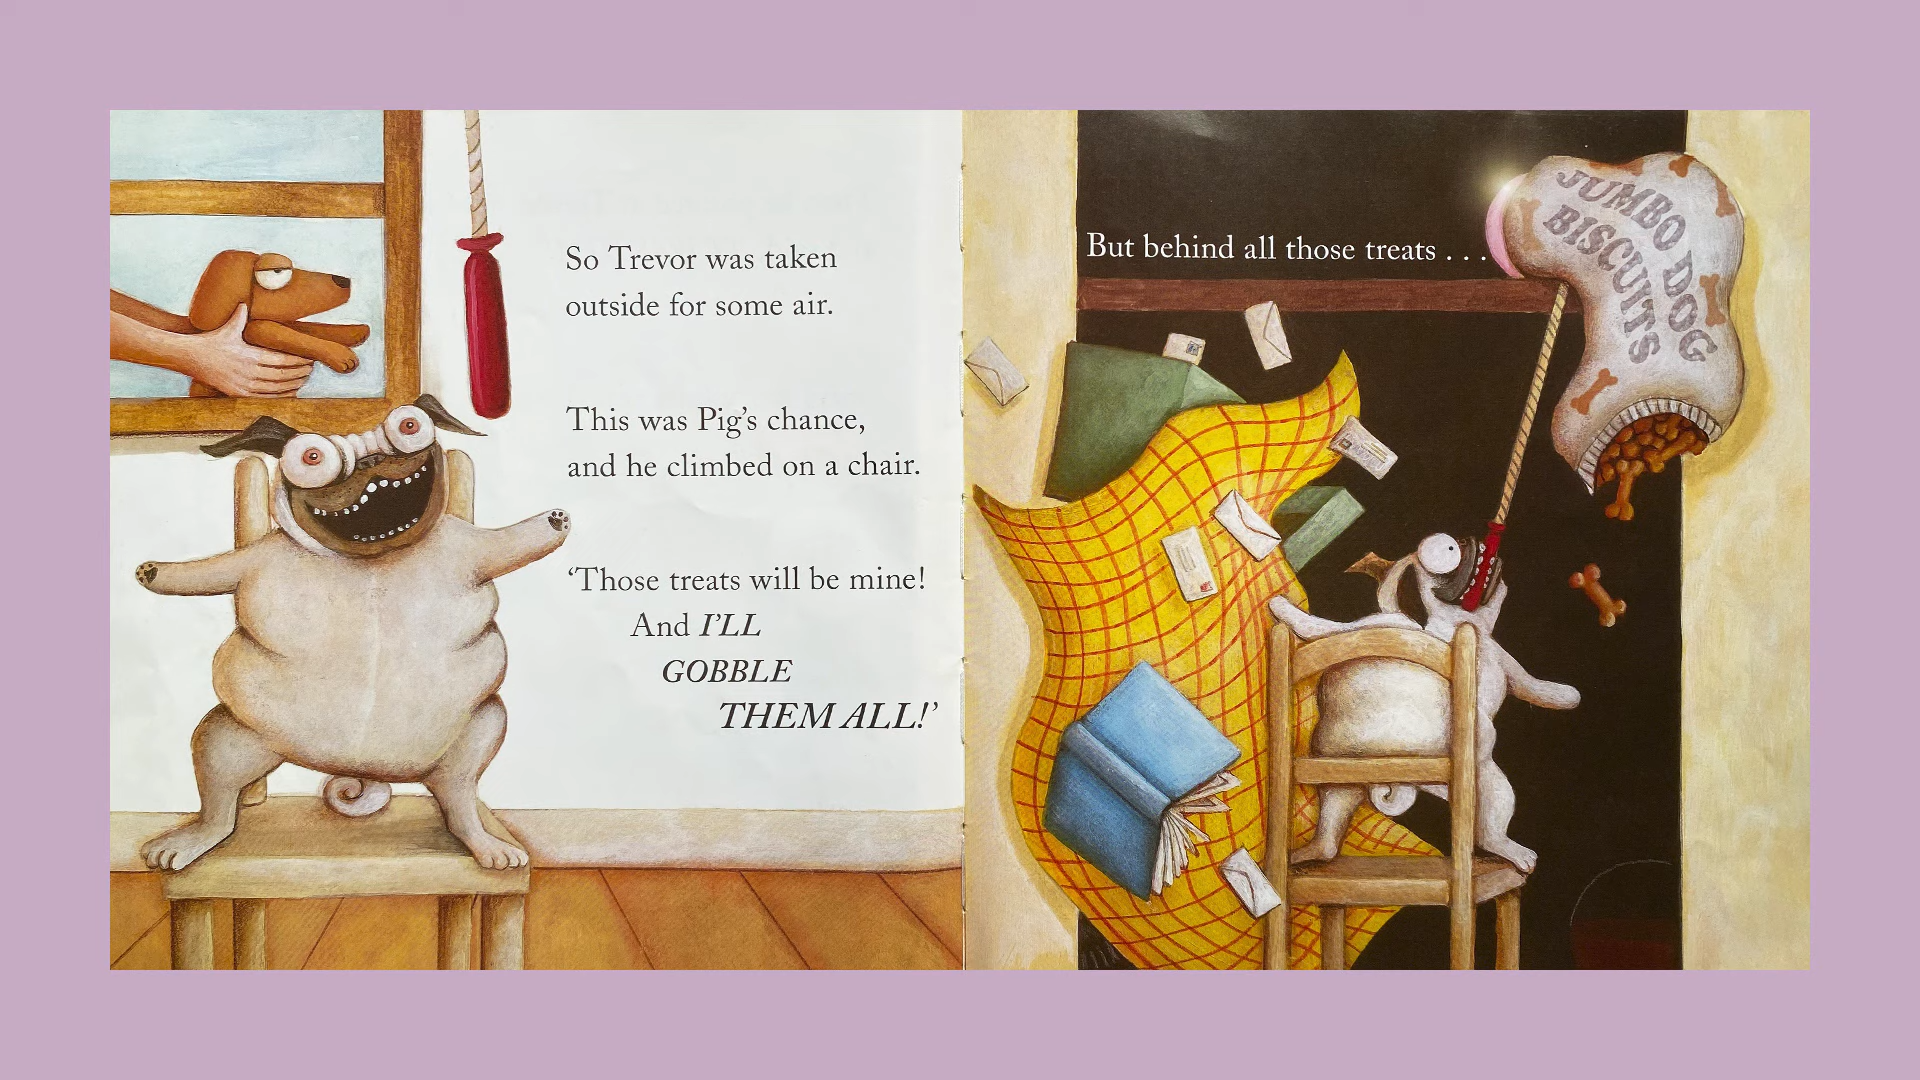 So Trevor was taken
outside for some air.
This was Pig's chance,
and he climbed on a chair.
‘Those treats will be mine!
And I'LL
GOBBLE
THEM ALL!’
But behind all those treats . . .
JUMBO DOG
BISCUITS